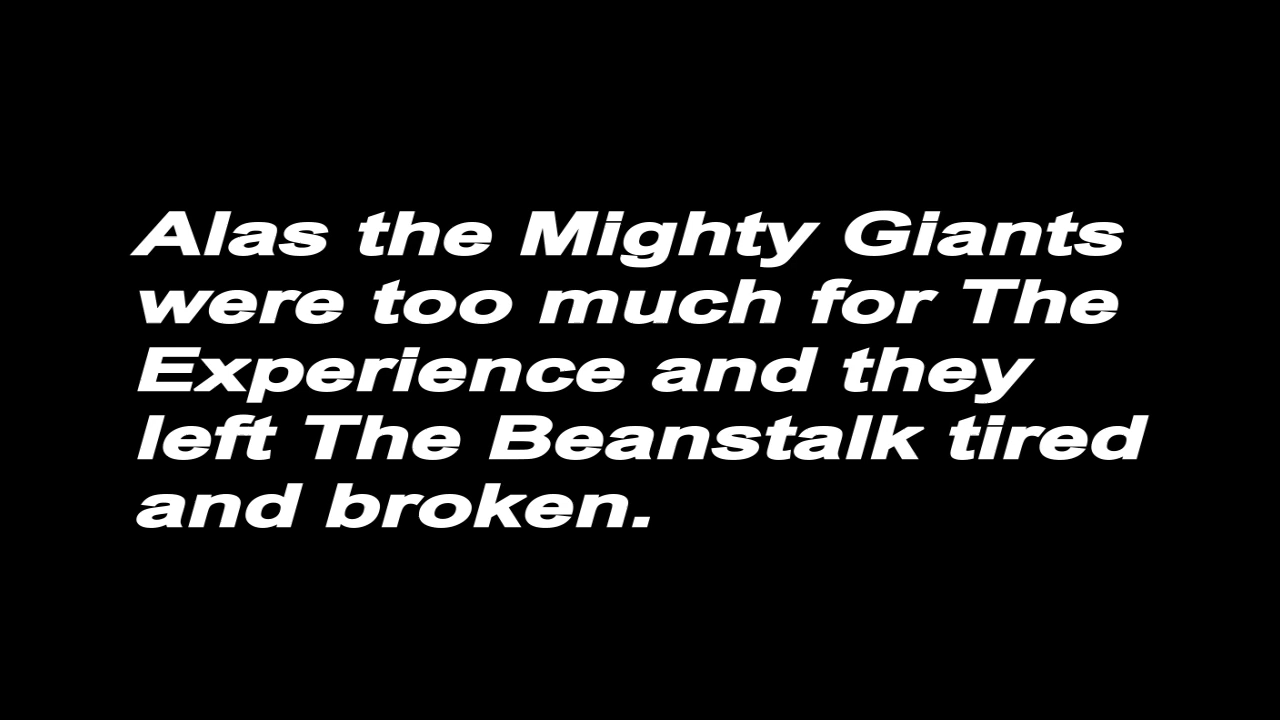 Alas the Mighty Giants
were too much for The
Experience and they
left The Beanstalk tired
and broken.